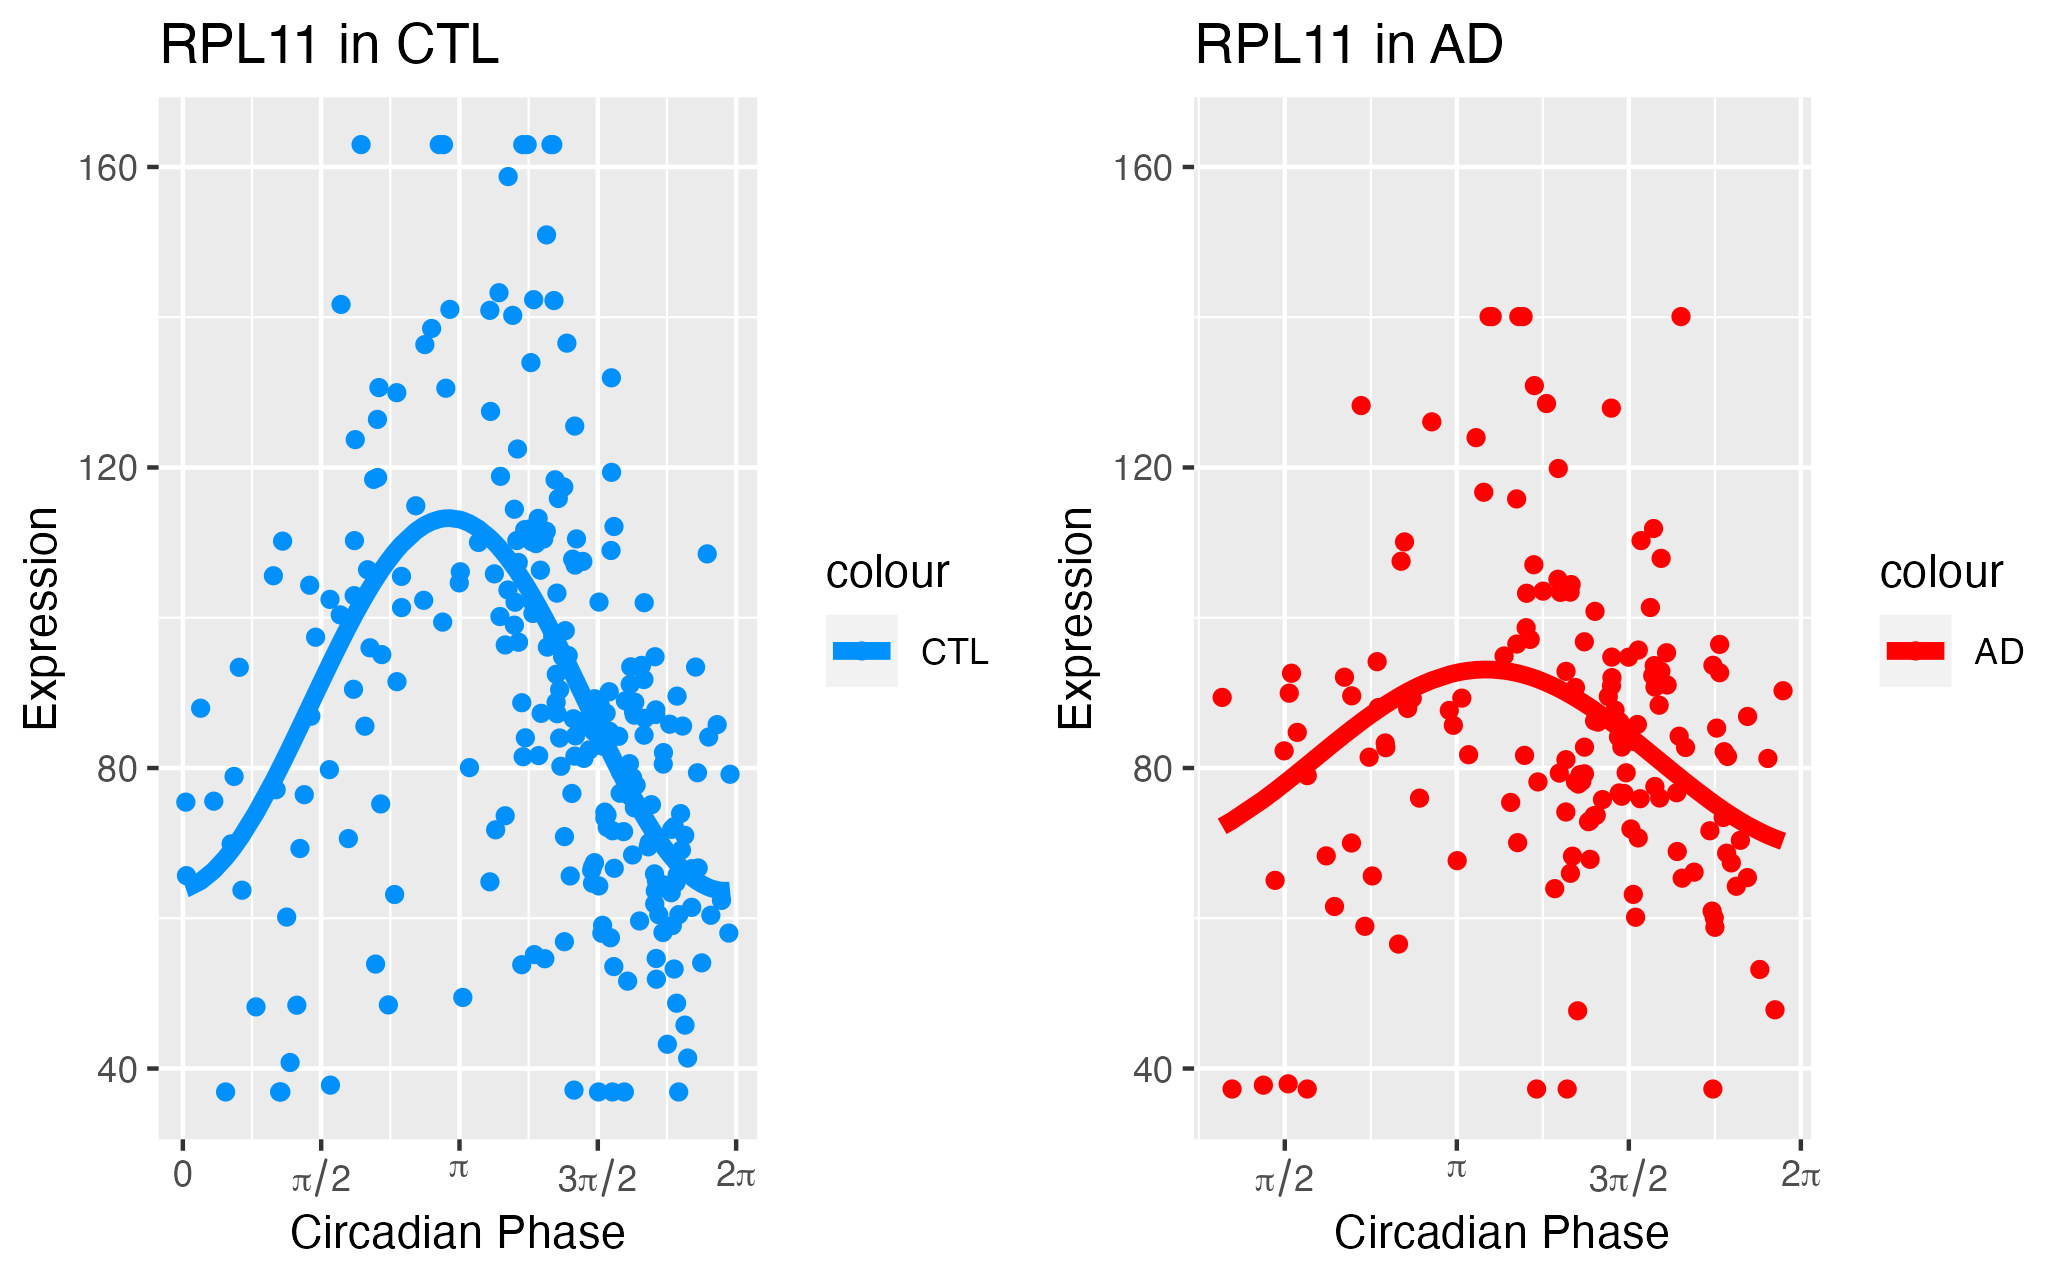 RPL11 in CTL
160
120
80
40
Expression
0 π/2 π 3π/2 2π
Circadian Phase
colour
CTL
RPL11 in AD
160
120
80
40
Expression
π/2 π 3π/2 2π
Circadian Phase
colour
AD